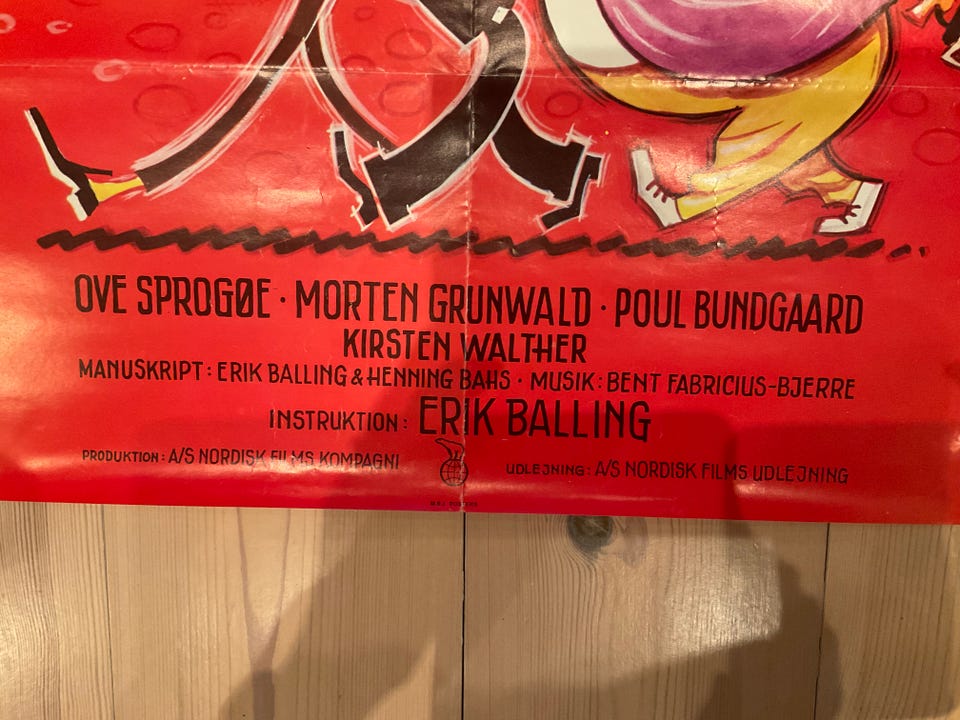 OVE SPROGØE · MORTEN GRUNWALD · POUL BUNDGAARD
KIRSTEN WALTHER
MANUSKRIPT: ERIK BALLING & HENNING BAHS · MUSIK: BENT FABRICIUS-BJERRE
INSTRUKTION: ERIK BALLING
PRODUKTION: A/S NORDISK FILMS KOMPAGNI
UDLEJNING: A/S NORDISK FILMS UDLEJNING